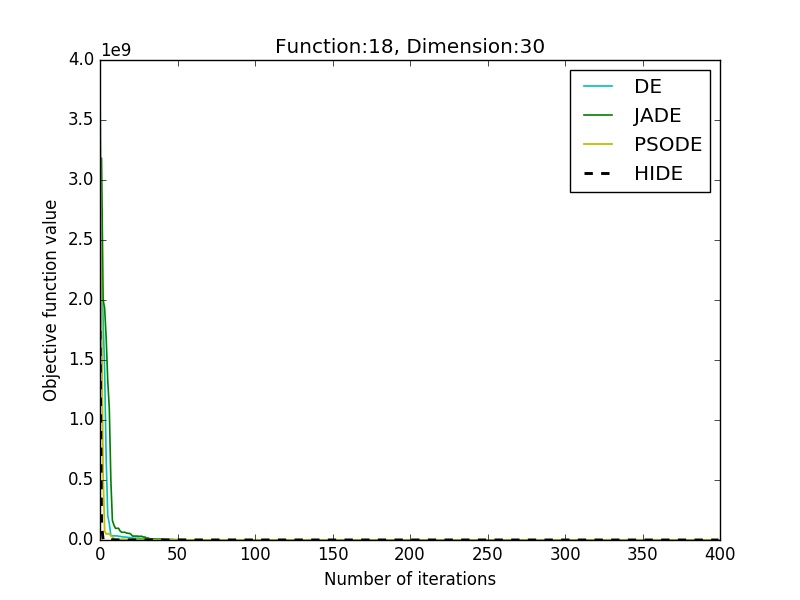 Function:18, Dimension:30
1e9
4.0
3.5
3.0
2.5
2.0
1.5
1.0
0.5
0.0
Objective function value
DE
JADE
PSODE
HIDE
0 50 100 150 200 250 300 350 400
Number of iterations